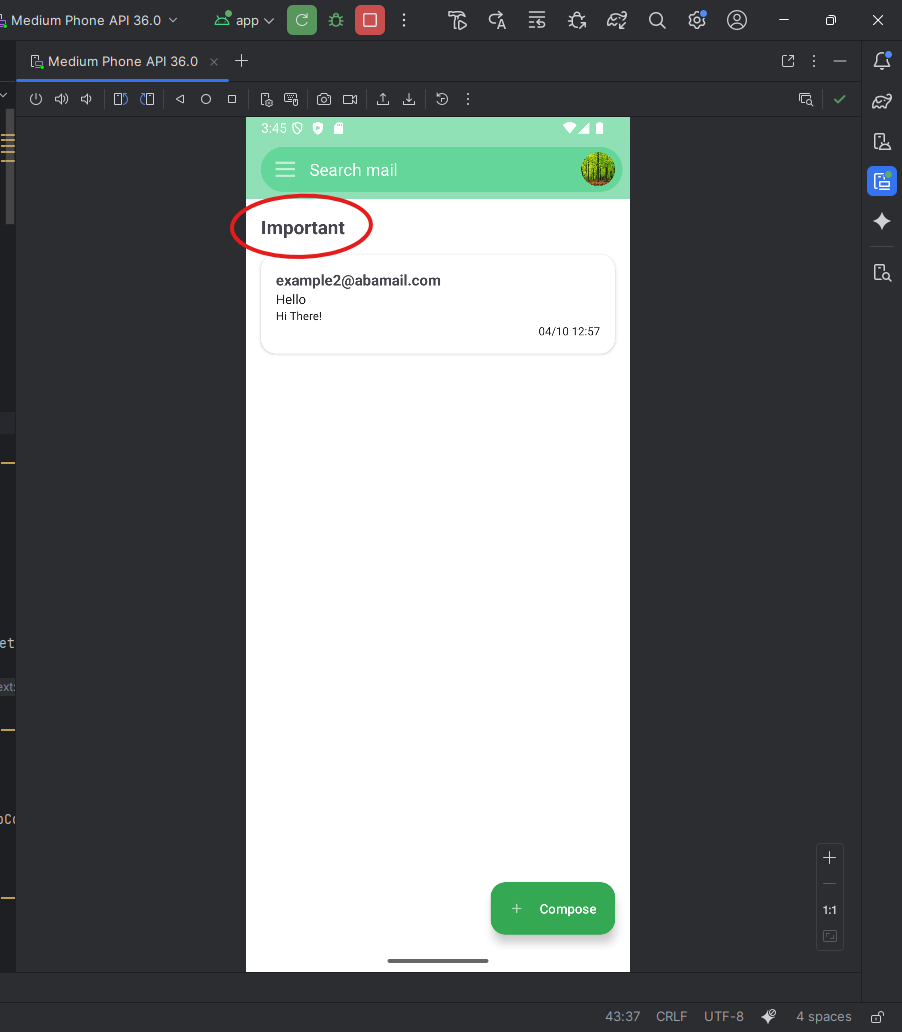 Medium Phone API 36.0
app
Medium Phone API 36.0
3:45
Search mail
Important
example2@abamail.com
Hello
Hi There!
04/10 12:57
et
ext:
Compose
1:1
43:37 CRLF UTF-8 4 spaces